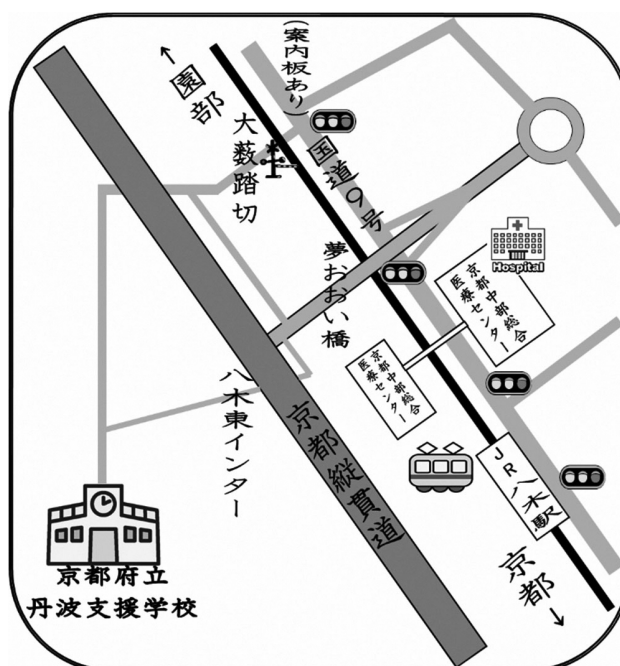 (案内板あり)
↑
園部
大薮踏切
国道9号
夢おおい橋
Hospital
京都中部総合
医療センター
京都中部総合
医療センター
八木東インター
京都縦貫道
JR八木駅
京都
↓
京都府立
丹波支援学校